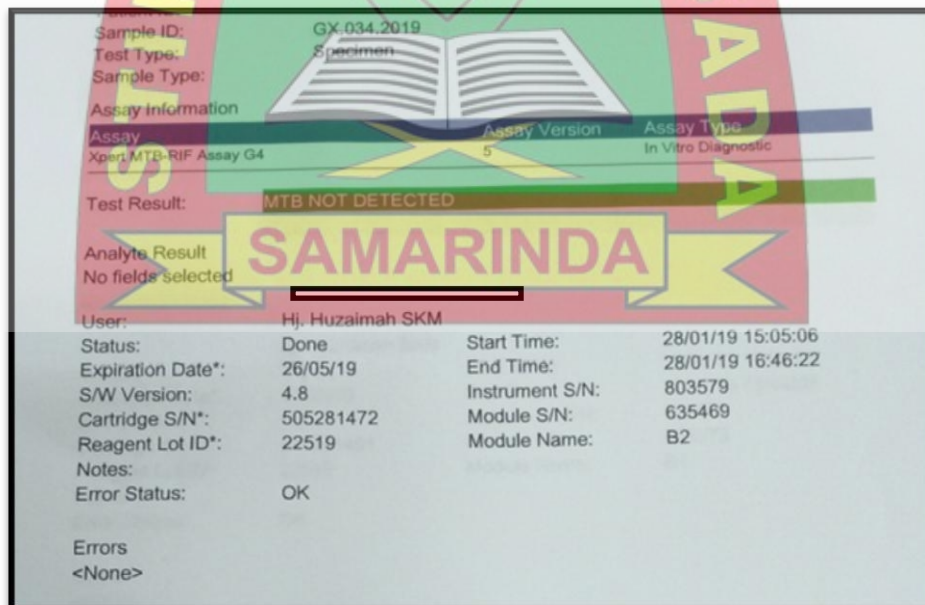 Sample ID: GX.034.2019
Test Type: Specimen
Sample Type:
Assay Information
Assay Assay Version Assay Type
Xpert MTB-RIF Assay G4 5 In Vitro Diagnostic
Test Result: MTB NOT DETECTED
SAMARINDA
Analyte Result
No fields selected
User: Hj. Huzaimah SKM
Status: Done Start Time: 28/01/19 15:05:06
Expiration Date*: 26/05/19 End Time: 28/01/19 16:46:22
S/W Version: 4.8 Instrument S/N: 803579
Cartridge S/N*: 505281472 Module S/N: 635469
Reagent Lot ID*: 22519 Module Name: B2
Notes:
Error Status: OK
Errors
<None>